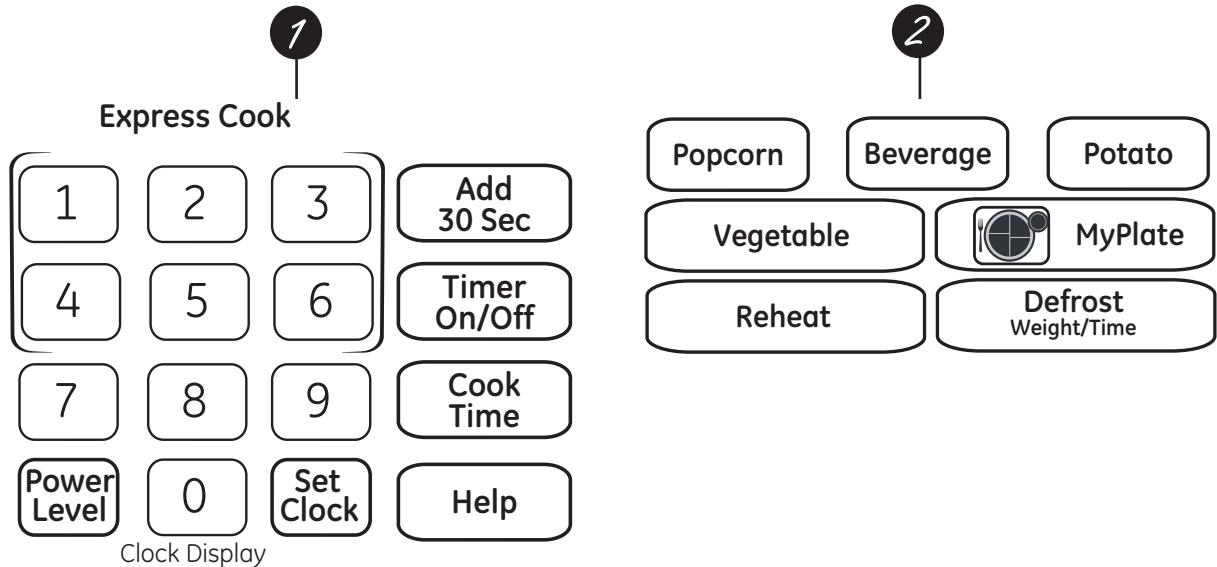 1
Express Cook
1 2 3
Add
30 Sec
4 5 6
Timer
On/Off
7 8 9
Cook
Time
Power
Level
0
Set
Clock
Help
Clock Display
2
Popcorn Beverage Potato
Vegetable MyPlate
Reheat
Defrost
Weight/Time